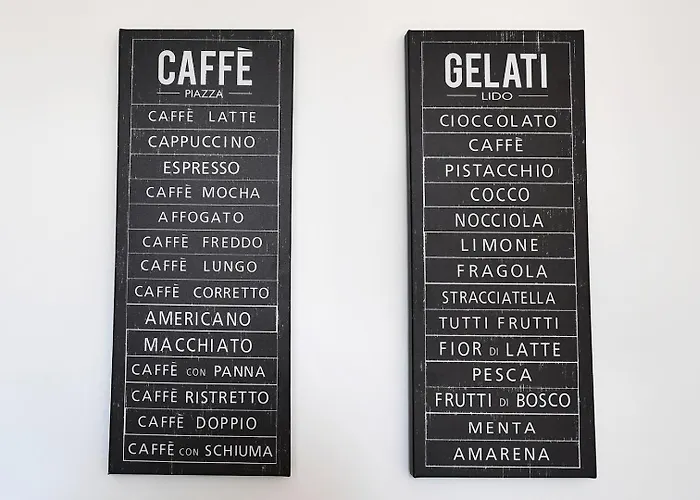 CAFFÈ
PIAZZA
CAFFÈ LATTE
CAPPUCCINO
ESPRESSO
CAFFÈ MOCHA
AFFOGATO
CAFFÈ FREDDO
CAFFÈ LUNGO
CAFFÈ CORRETTO
AMERICANO
MACCHIATO
CAFFÈ CON PANNA
CAFFÈ RISTRETTO
CAFFÈ DOPPIO
CAFFÈ CON SCHIUMA
GELATI
LIDO
CIOCCOLATO
CAFFÈ
PISTACCHIO
COCCO
NOCCIOLA
LIMONE
FRAGOLA
STRACCIATELLA
TUTTI FRUTTI
FIOR DI LATTE
PESCA
FRUTTI DI BOSCO
MENTA
AMARENA